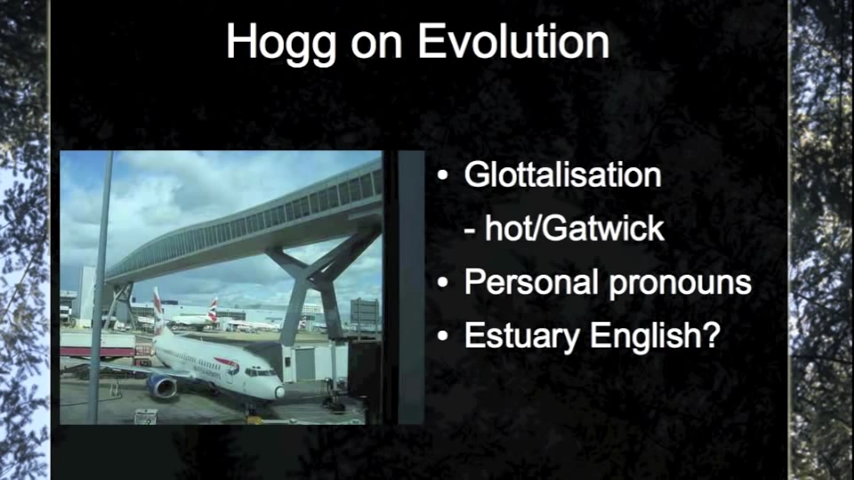 Hogg on Evolution
• Glottalisation
- hot/Gatwick
• Personal pronouns
• Estuary English?